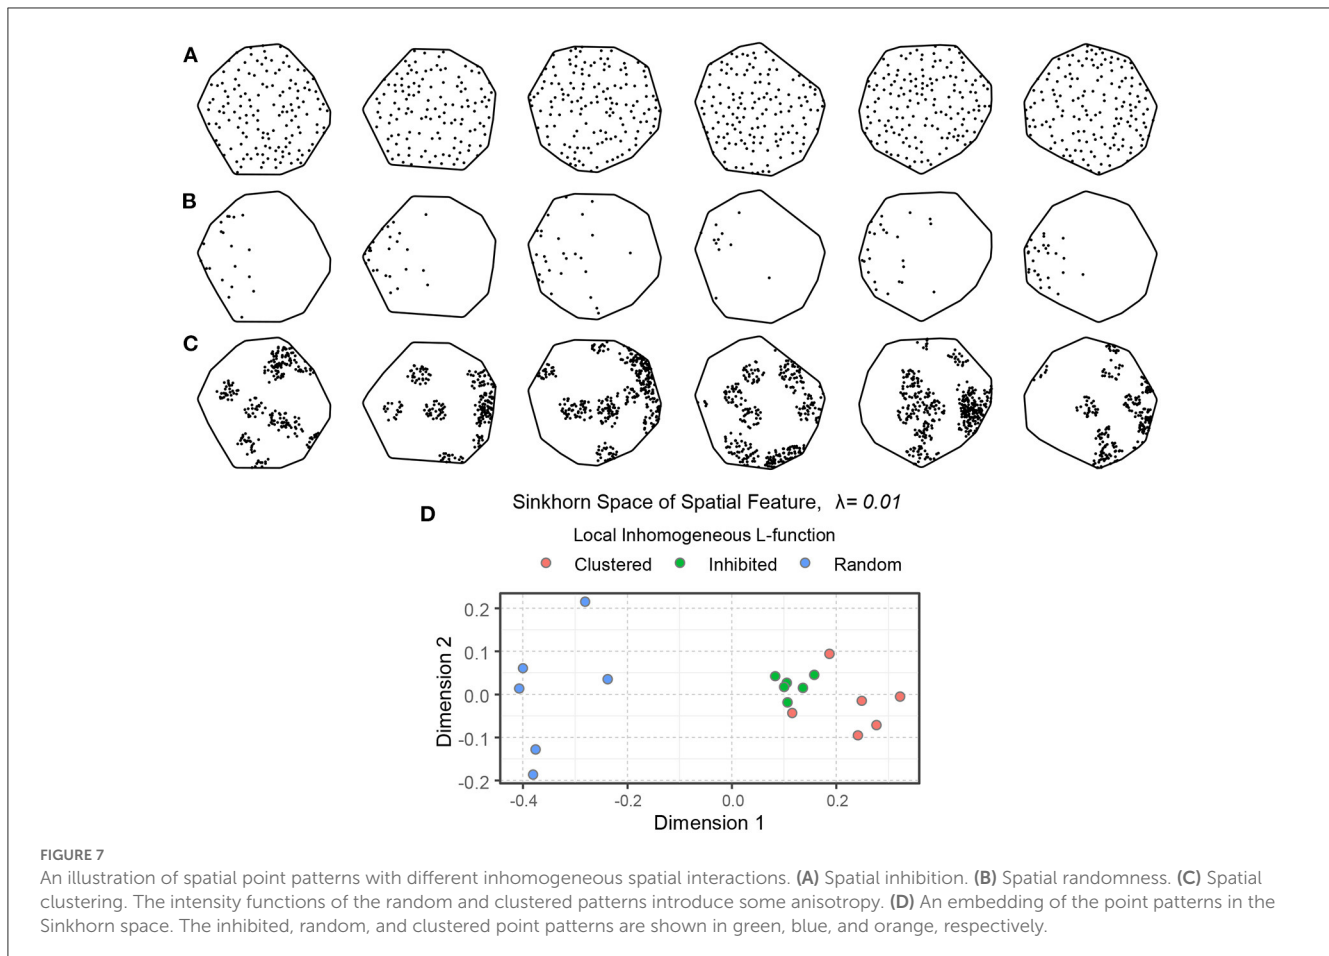 A
B
C
D
Sinkhorn Space of Spatial Feature, λ= 0.01
Local Inhomogeneous L-function
Clustered Inhibited Random
0.2
0.1
0.0
-0.1
-0.2
Dimension 2
-0.4 -0.2 0.0 0.2
Dimension 1
FIGURE 7
An illustration of spatial point patterns with different inhomogeneous spatial interactions. (A) Spatial inhibition. (B) Spatial randomness. (C) Spatial
clustering. The intensity functions of the random and clustered patterns introduce some anisotropy. (D) An embedding of the point patterns in the
Sinkhorn space. The inhibited, random, and clustered point patterns are shown in green, blue, and orange, respectively.